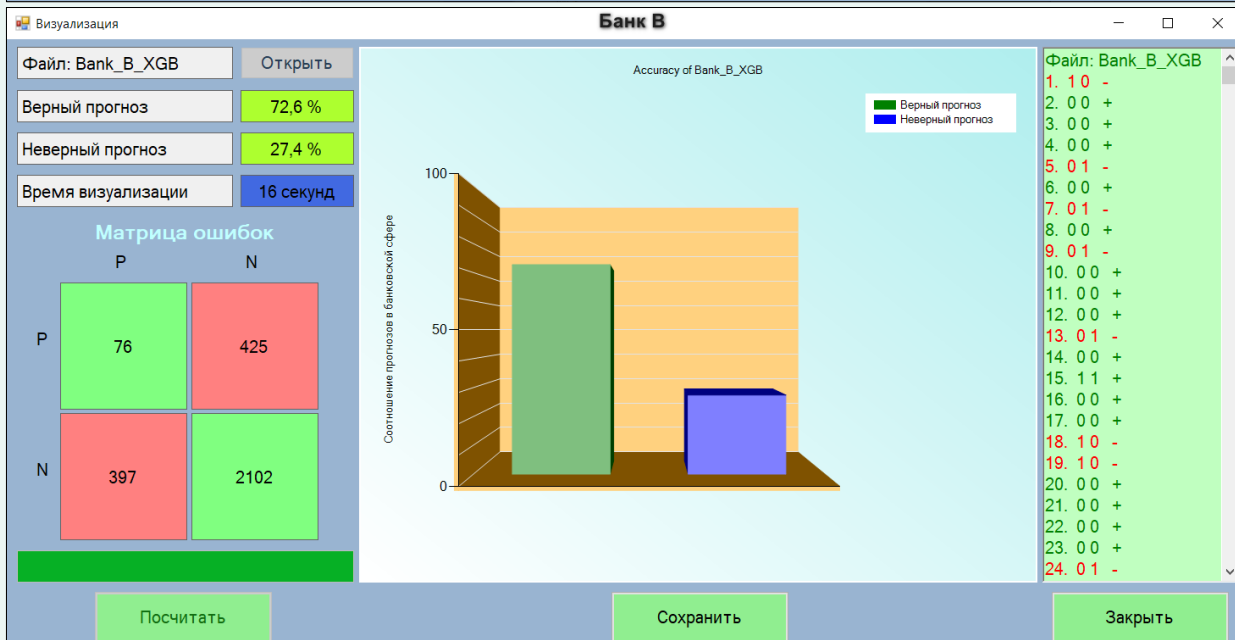 Банк В
Визуализация
Файл: Bank_B_XGB
Открыть
Верный прогноз
72,6 %
Неверный прогноз
27,4 %
Время визуализации
16 секунд
Матрица ошибок
P N
P 76 425
N 397 2102
Посчитать
Accuracy of Bank_B_XGB
Верный прогноз
Неверный прогноз
Соотношение прогнозов в банковской сфере
100
50
0
Сохранить
Файл: Bank_B_XGB
1. 1 0 -
2. 0 0 +
3. 0 0 +
4. 0 0 +
5. 0 1 -
6. 0 0 +
7. 0 1 -
8. 0 0 +
9. 0 1 -
10. 0 0 +
11. 0 0 +
12. 0 0 +
13. 0 1 -
14. 0 0 +
15. 1 1 +
16. 0 0 +
17. 0 0 +
18. 1 0 -
19. 1 0 -
20. 0 0 +
21. 0 0 +
22. 0 0 +
23. 0 0 +
24. 0 1 -
Закрыть